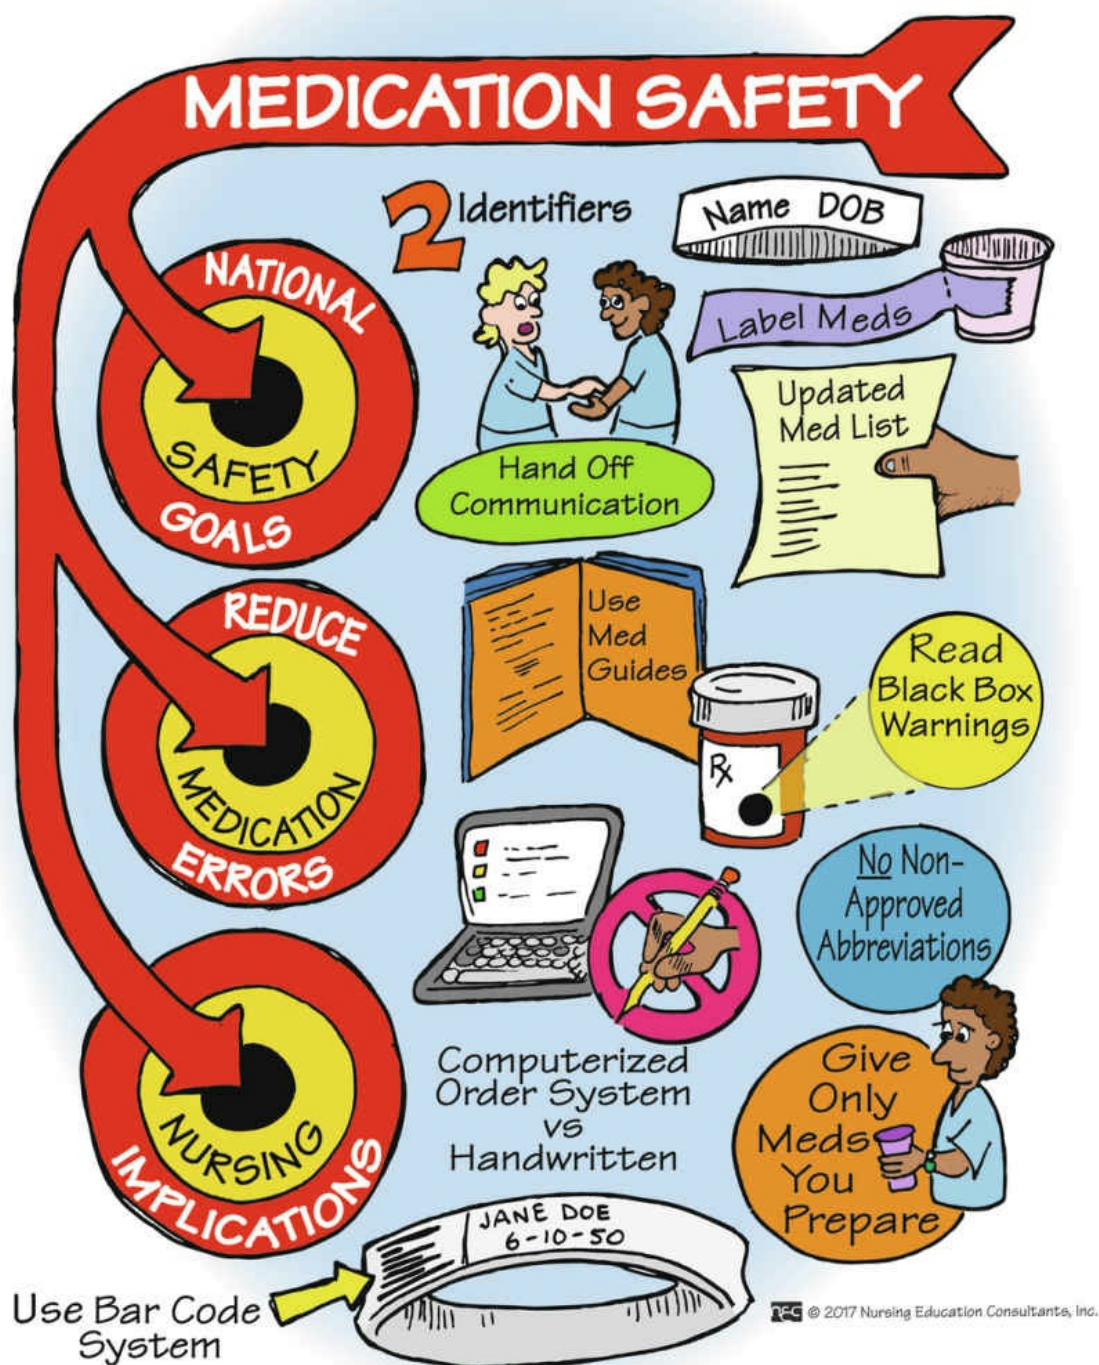 MEDICATION SAFETY
2 Identifiers
Name DOB
Label Meds
NATIONAL
SAFETY
GOALS
Hand Off
Communication
Updated
Med List
REDUCE
MEDICATION
ERRORS
Use
Med
Guides
Rx
Read
Black Box
Warnings
No Non-
Approved
Abbreviations
NURSING
IMPLICATIONS
Computerized
Order System
vs
Handwritten
Give
Only
Meds
You
Prepare
JANE DOE
6-10-50
Use Bar Code
System
NEC © 2017 Nursing Education Consultants, Inc.